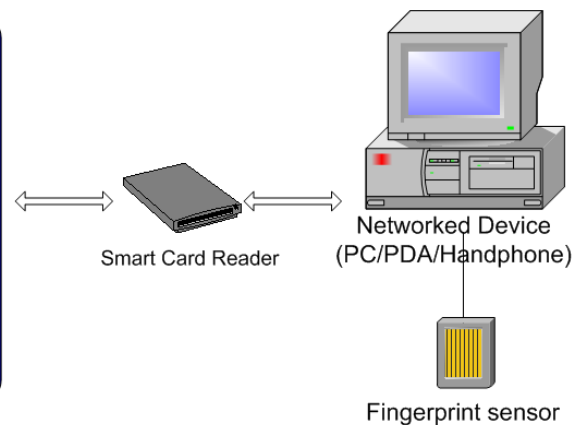 Smart Card Reader
Networked Device
(PC/PDA/Handphone)
Fingerprint sensor